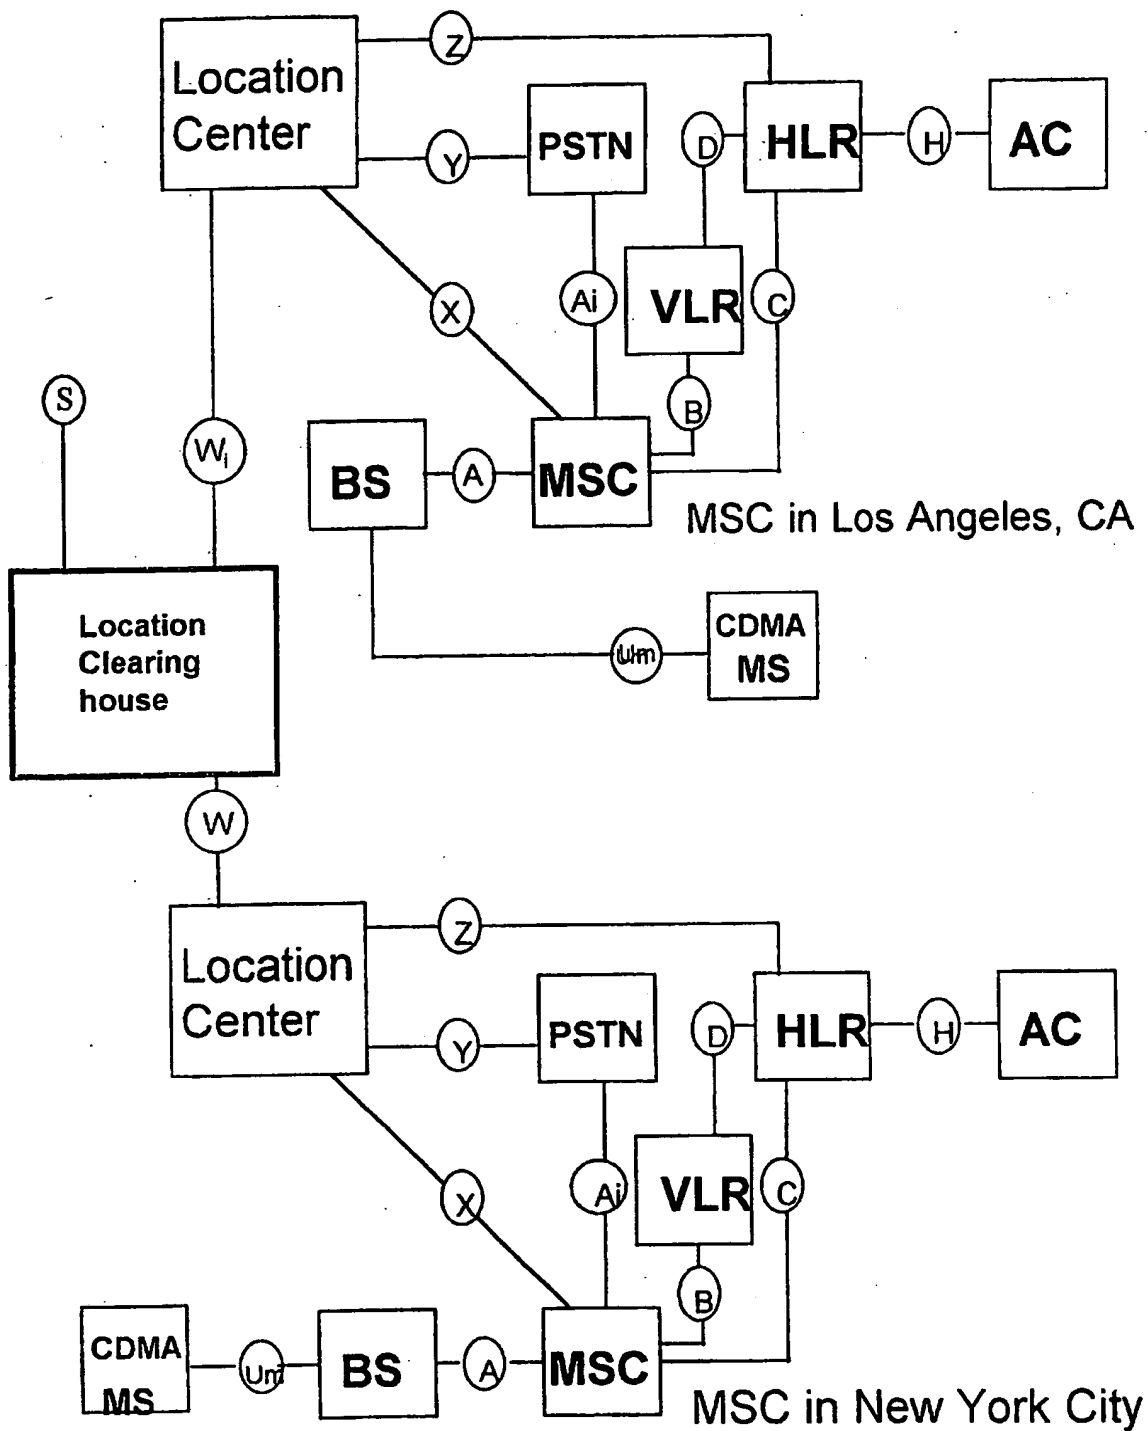 Z
Location
Center
PSTN
D
HLR
H
AC
Y
Ai
VLR
C
X
S
B
Wi
BS
A
MSC
MSC in Los Angeles, CA
Location
Clearing
house
Um
CDMA
MS
W
Z
Location
Center
PSTN
D
HLR
H
AC
Y
Ai
VLR
C
X
B
CDMA
MS
Um
BS
A
MSC
MSC in New York City